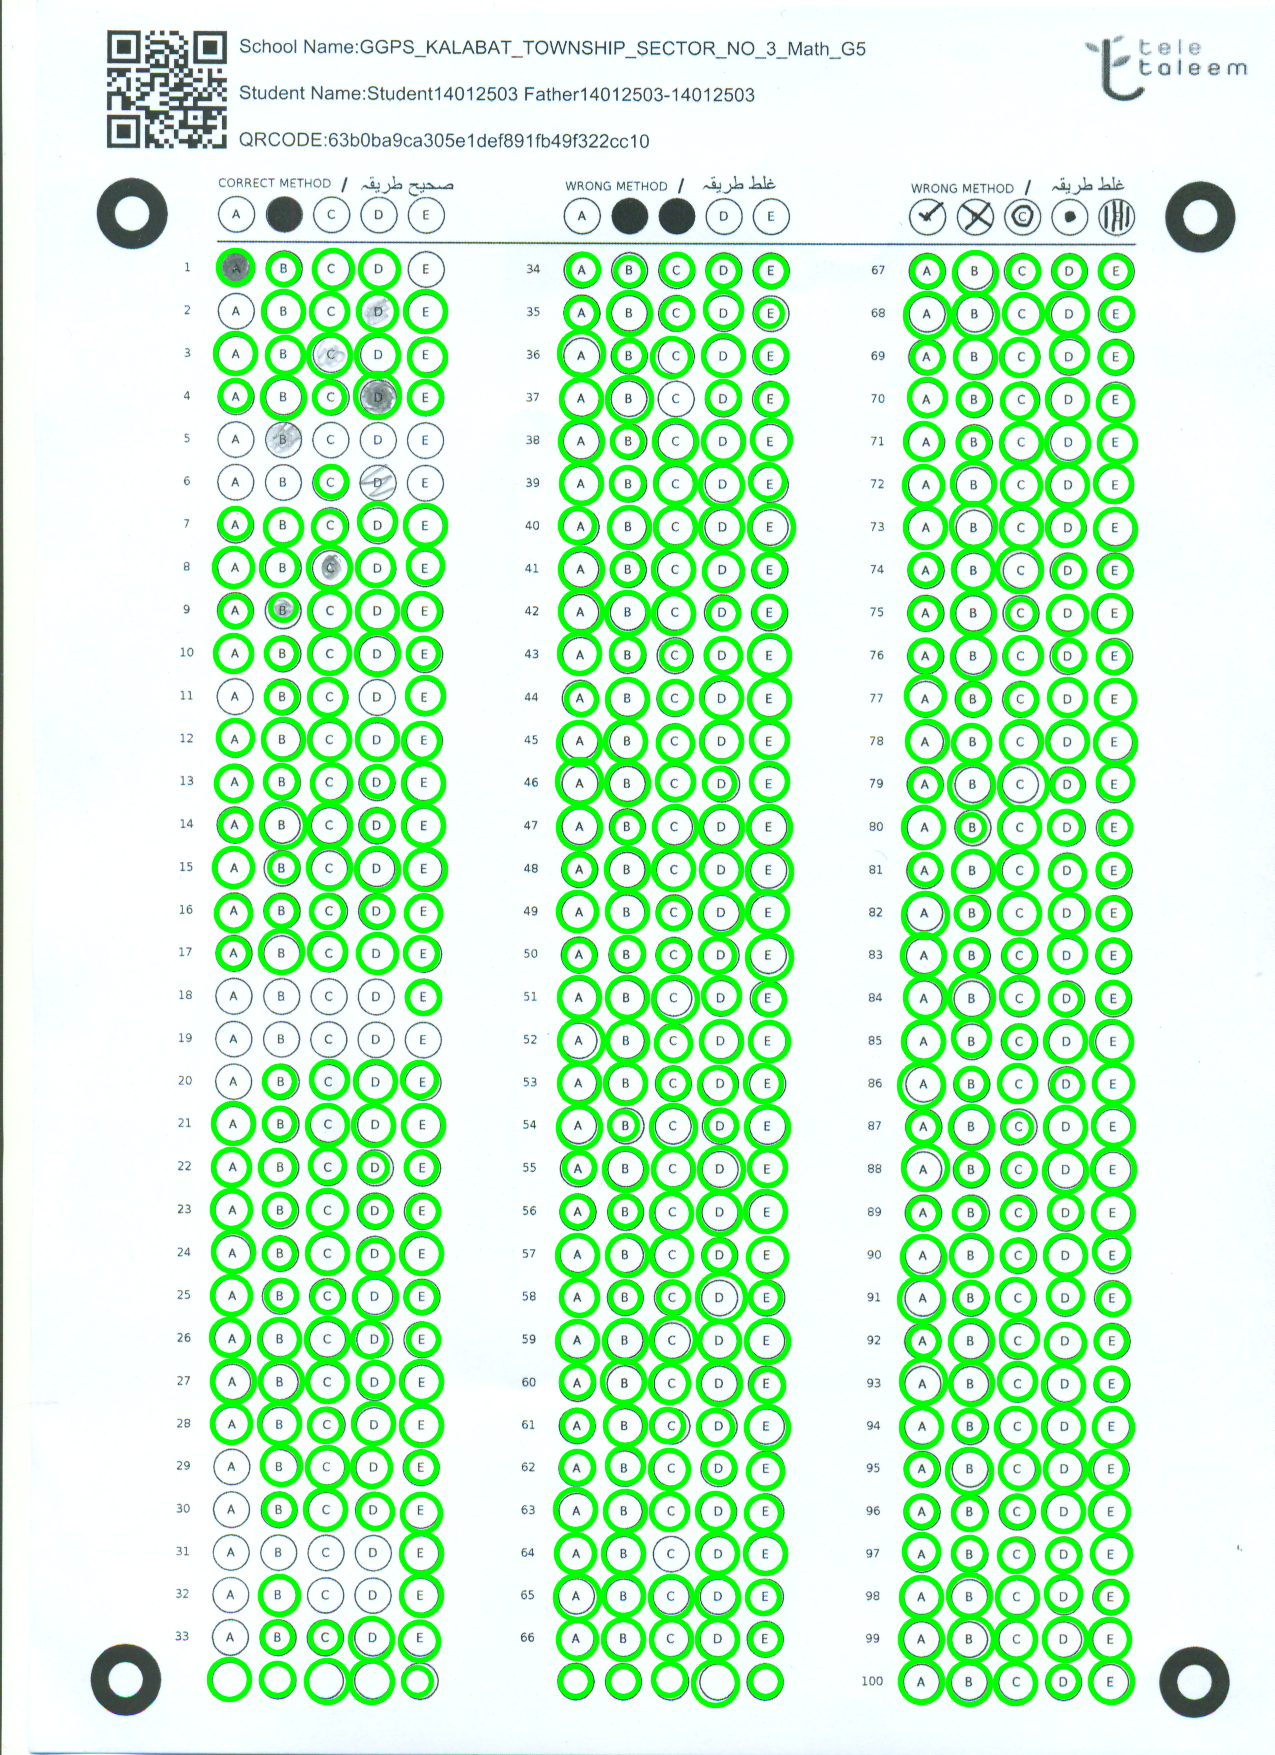 School Name:GGPS_KALABAT_TOWNSHIP_SECTOR_NO_3_Math_G5
tele
taleem
Student Name:Student14012503 Father14012503-14012503
QRCODE:63b0ba9ca305e1def891fb49f322cc10
CORRECT METHOD / صحیح طریقہ
WRONG METHOD / غلط طریقہ
WRONG METHOD / غلط طریقہ
A C D E
A D E
C
1 A B C D E 34 A B C D E 67 A B C D E
2 A B C D E 35 A B C D E 68 A B C D E
3 A B C D E 36 A B C D E 69 A B C D E
4 A B C D E 37 A B C D E 70 A B C D E
5 A B C D E 38 A B C D E 71 A B C D E
6 A B C D E 39 A B C D E 72 A B C D E
7 A B C D E 40 A B C D E 73 A B C D E
8 A B C D E 41 A B C D E 74 A B C D E
9 A B C D E 42 A B C D E 75 A B C D E
10 A B C D E 43 A B C D E 76 A B C D E
11 A B C D E 44 A B C D E 77 A B C D E
12 A B C D E 45 A B C D E 78 A B C D E
13 A B C D E 46 A B C D E 79 A B C D E
14 A B C D E 47 A B C D E 80 A B C D E
15 A B C D E 48 A B C D E 81 A B C D E
16 A B C D E 49 A B C D E 82 A B C D E
17 A B C D E 50 A B C D E 83 A B C D E
18 A B C D E 51 A B C D E 84 A B C D E
19 A B C D E 52 A B C D E 85 A B C D E
20 A B C D E 53 A B C D E 86 A B C D E
21 A B C D E 54 A B C D E 87 A B C D E
22 A B C D E 55 A B C D E 88 A B C D E
23 A B C D E 56 A B C D E 89 A B C D E
24 A B C D E 57 A B C D E 90 A B C D E
25 A B C D E 58 A B C D E 91 A B C D E
26 A B C D E 59 A B C D E 92 A B C D E
27 A B C D E 60 A B C D E 93 A B C D E
28 A B C D E 61 A B C D E 94 A B C D E
29 A B C D E 62 A B C D E 95 A B C D E
30 A B C D E 63 A B C D E 96 A B C D E
31 A B C D E 64 A B C D E 97 A B C D E
32 A B C D E 65 A B C D E 98 A B C D E
33 A B C D E 66 A B C D E 99 A B C D E
100 A B C D E